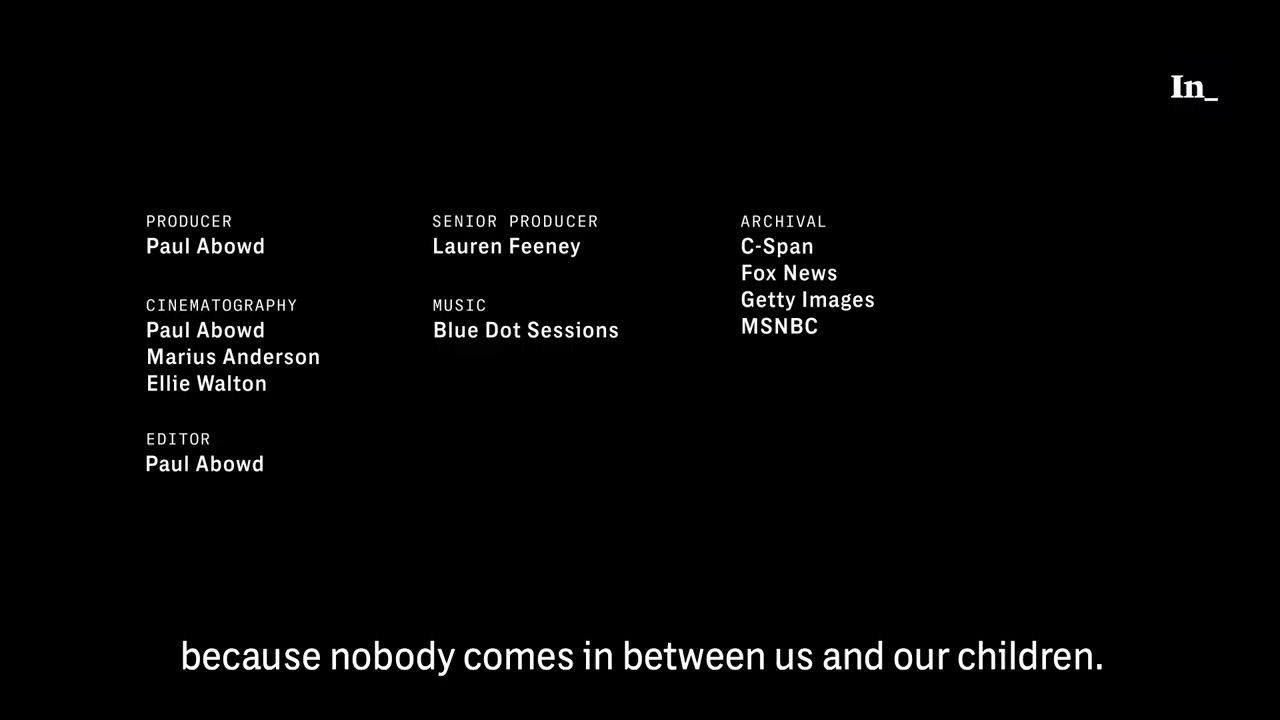 In_
PRODUCER
Paul Abowd
CINEMATOGRAPHY
Paul Abowd
Marius Anderson
Ellie Walton
EDITOR
Paul Abowd
SENIOR PRODUCER
Lauren Feeney
MUSIC
Blue Dot Sessions
ARCHIVAL
C-Span
Fox News
Getty Images
MSNBC
because nobody comes in between us and our children.